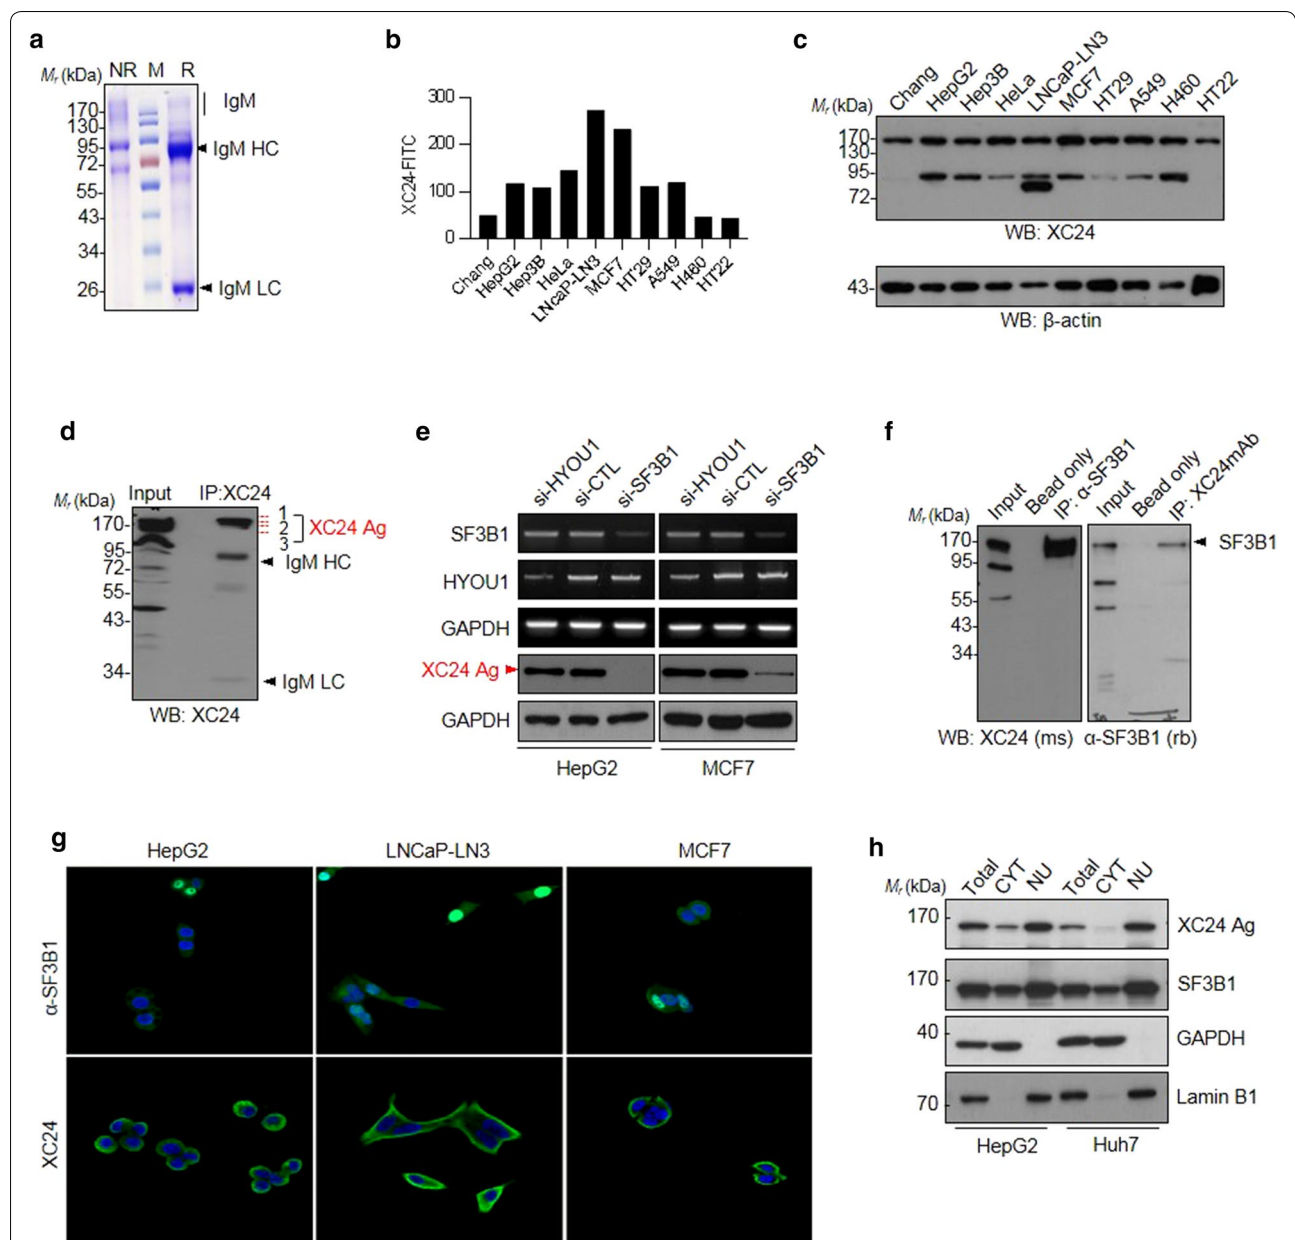 a
Mr (kDa)
NR M R
170-
130-
95-
72-
55-
43-
34-
26-
IgM
IgM HC
IgM LC
b
XC24-FITC
300
200
100
0
Chang
HepG2
Hep3B
HeLa
LNcaP-LN3
MCF7
HT29
A549
H460
HT22
c
Mr (kDa)
Chang
HepG2
Hep3B
HeLa
LNCaP-LN3
MCF7
HT29
A549
H460
HT22
170-
130-
95-
72-
WB: XC24
43-
WB: β-actin
d
Mr (kDa)
Input IP:XC24
170-
95-
72-
55-
43-
34-
1
2
3
XC24 Ag
IgM HC
IgM LC
WB: XC24
e
si-HYOU1
si-CTL
si-SF3B1
si-HYOU1
si-CTL
si-SF3B1
SF3B1
HYOU1
GAPDH
XC24 Ag
GAPDH
HepG2 MCF7
f
Mr (kDa)
Input
Bead only
IP: α-SF3B1
Input
Bead only
IP: XC24mAb
170-
95-
55-
43-
34-
SF3B1
WB: XC24 (ms) α-SF3B1 (rb)
g
HepG2 LNCaP-LN3 MCF7
α-SF3B1
XC24
h
Mr (kDa)
Total
CYT
NU
Total
CYT
NU
170
XC24 Ag
170
SF3B1
40
GAPDH
70
Lamin B1
HepG2 Huh7